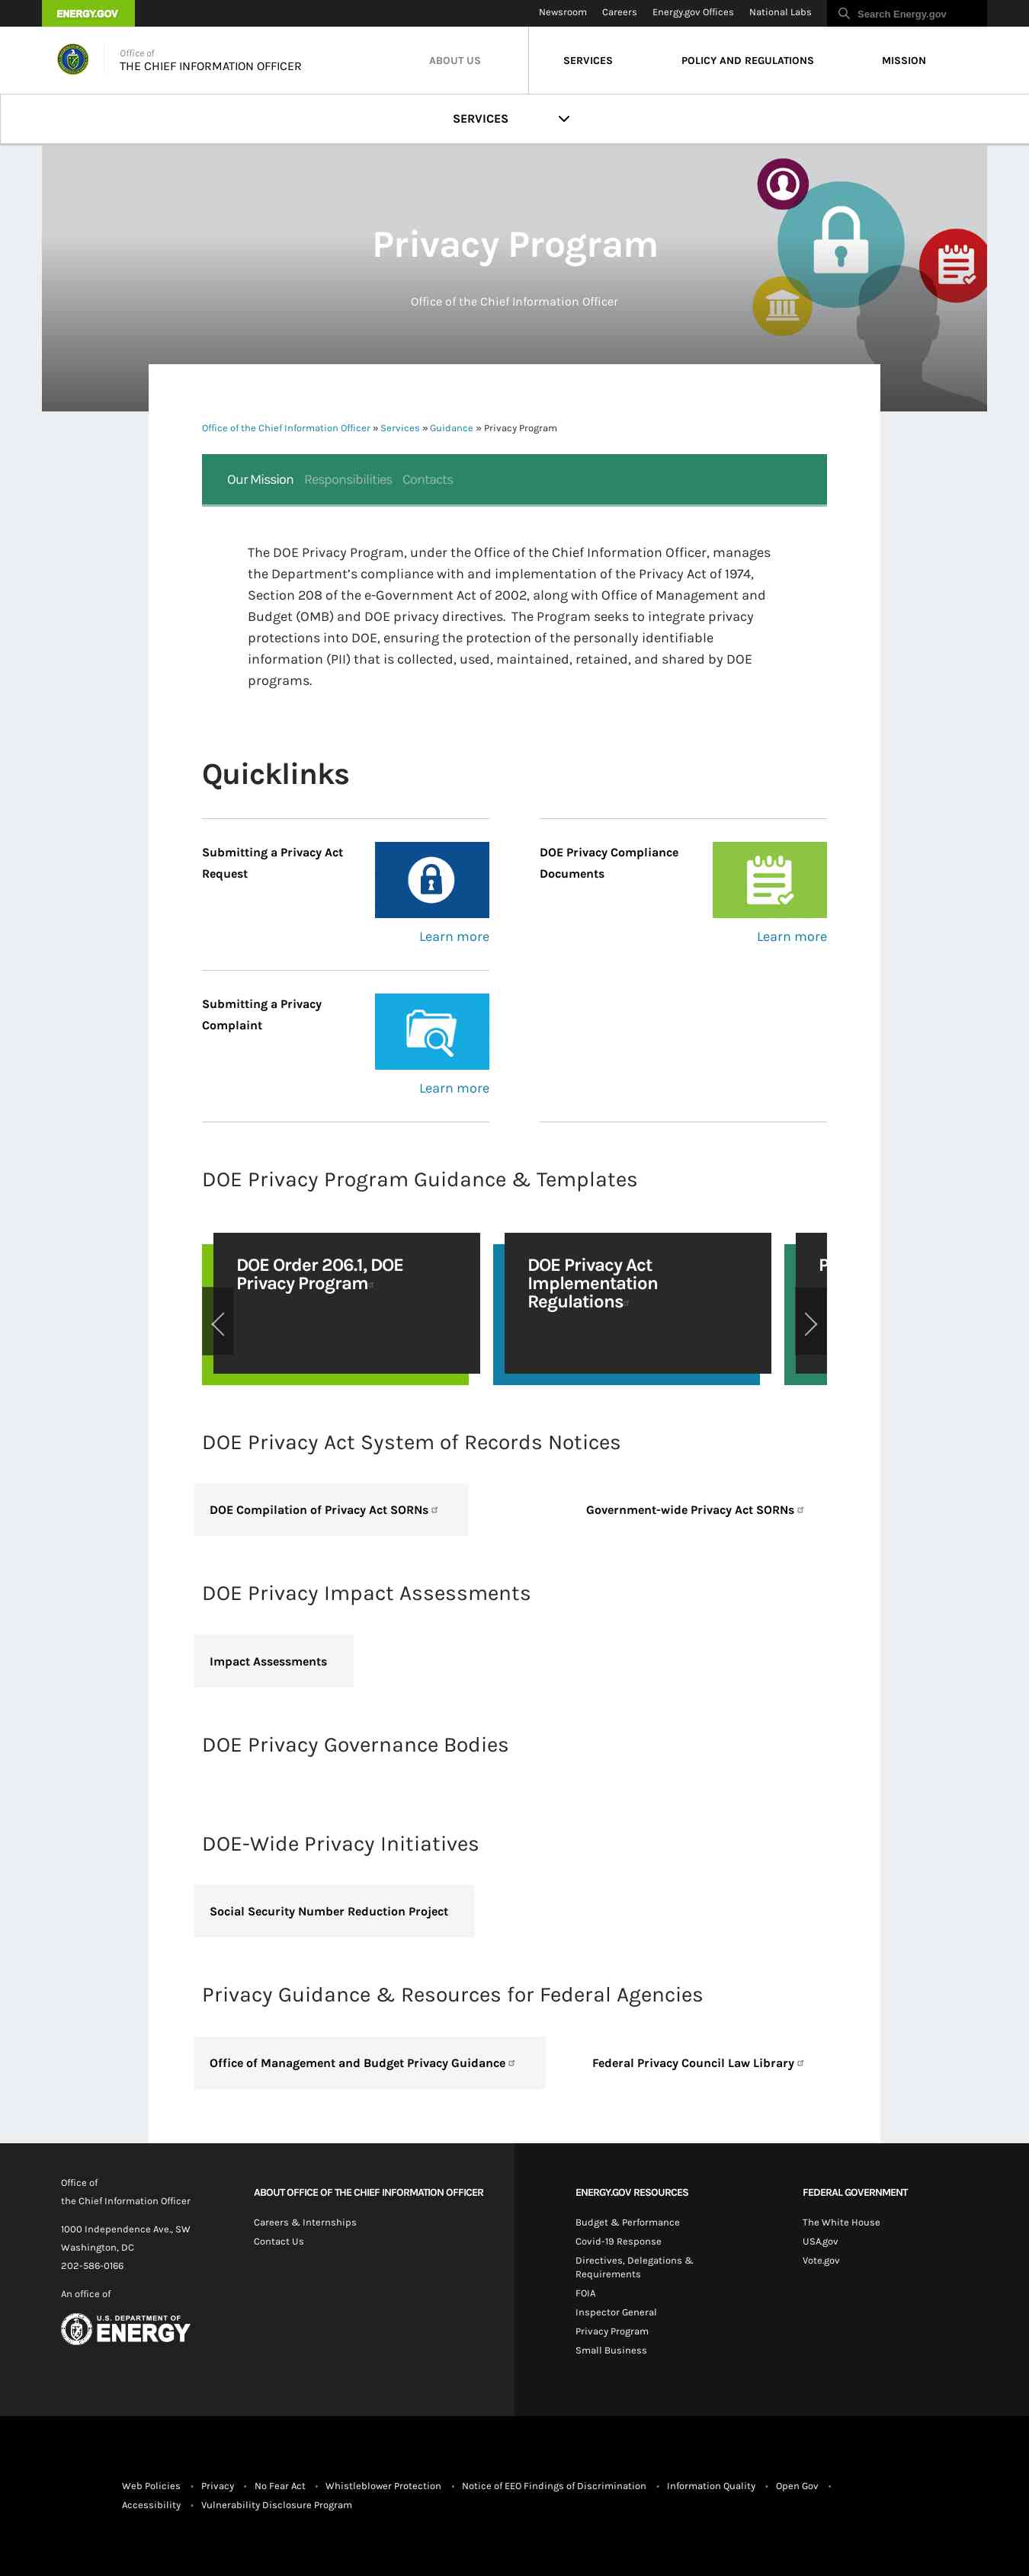 ENERGY.GOV
Newsroom Careers Energy.gov Offices National Labs Search Energy.gov
Office of
THE CHIEF INFORMATION OFFICER
ABOUT US SERVICES POLICY AND REGULATIONS MISSION
SERVICES
Privacy Program
Office of the Chief Information Officer
Office of the Chief Information Officer » Services » Guidance » Privacy Program
Our Mission Responsibilities Contacts
The DOE Privacy Program, under the Office of the Chief Information Officer, manages
the Department’s compliance with and implementation of the Privacy Act of 1974,
Section 208 of the e-Government Act of 2002, along with Office of Management and
Budget (OMB) and DOE privacy directives.  The Program seeks to integrate privacy
protections into DOE, ensuring the protection of the personally identifiable
information (PII) that is collected, used, maintained, retained, and shared by DOE
programs.
Quicklinks
Submitting a Privacy Act
Request
Learn more
DOE Privacy Compliance
Documents
Learn more
Submitting a Privacy
Complaint
Learn more
DOE Privacy Program Guidance & Templates
DOE Order 206.1, DOE
Privacy Program
DOE Privacy Act
Implementation
Regulations
P
DOE Privacy Act System of Records Notices
DOE Compilation of Privacy Act SORNs
Government-wide Privacy Act SORNs
DOE Privacy Impact Assessments
Impact Assessments
DOE Privacy Governance Bodies
DOE-Wide Privacy Initiatives
Social Security Number Reduction Project
Privacy Guidance & Resources for Federal Agencies
Office of Management and Budget Privacy Guidance
Federal Privacy Council Law Library
Office of
the Chief Information Officer
1000 Independence Ave., SW
Washington, DC
202-586-0166
An office of
U.S. DEPARTMENT OF
ENERGY
ABOUT OFFICE OF THE CHIEF INFORMATION OFFICER
Careers & Internships
Contact Us
ENERGY.GOV RESOURCES
Budget & Performance
Covid-19 Response
Directives, Delegations &
Requirements
FOIA
Inspector General
Privacy Program
Small Business
FEDERAL GOVERNMENT
The White House
USA.gov
Vote.gov
Web Policies • Privacy • No Fear Act • Whistleblower Protection • Notice of EEO Findings of Discrimination • Information Quality • Open Gov •
Accessibility • Vulnerability Disclosure Program